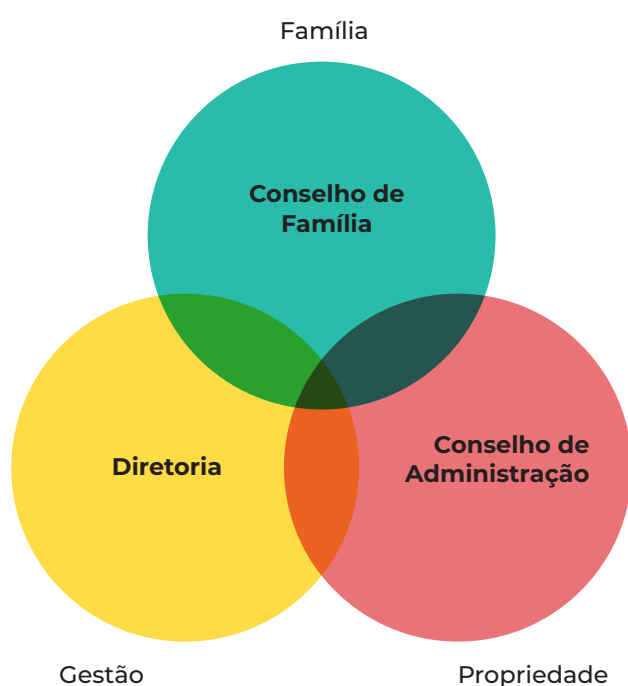 Família
Conselho de
Família
Diretoria
Conselho de
Administração
Gestão
Propriedade